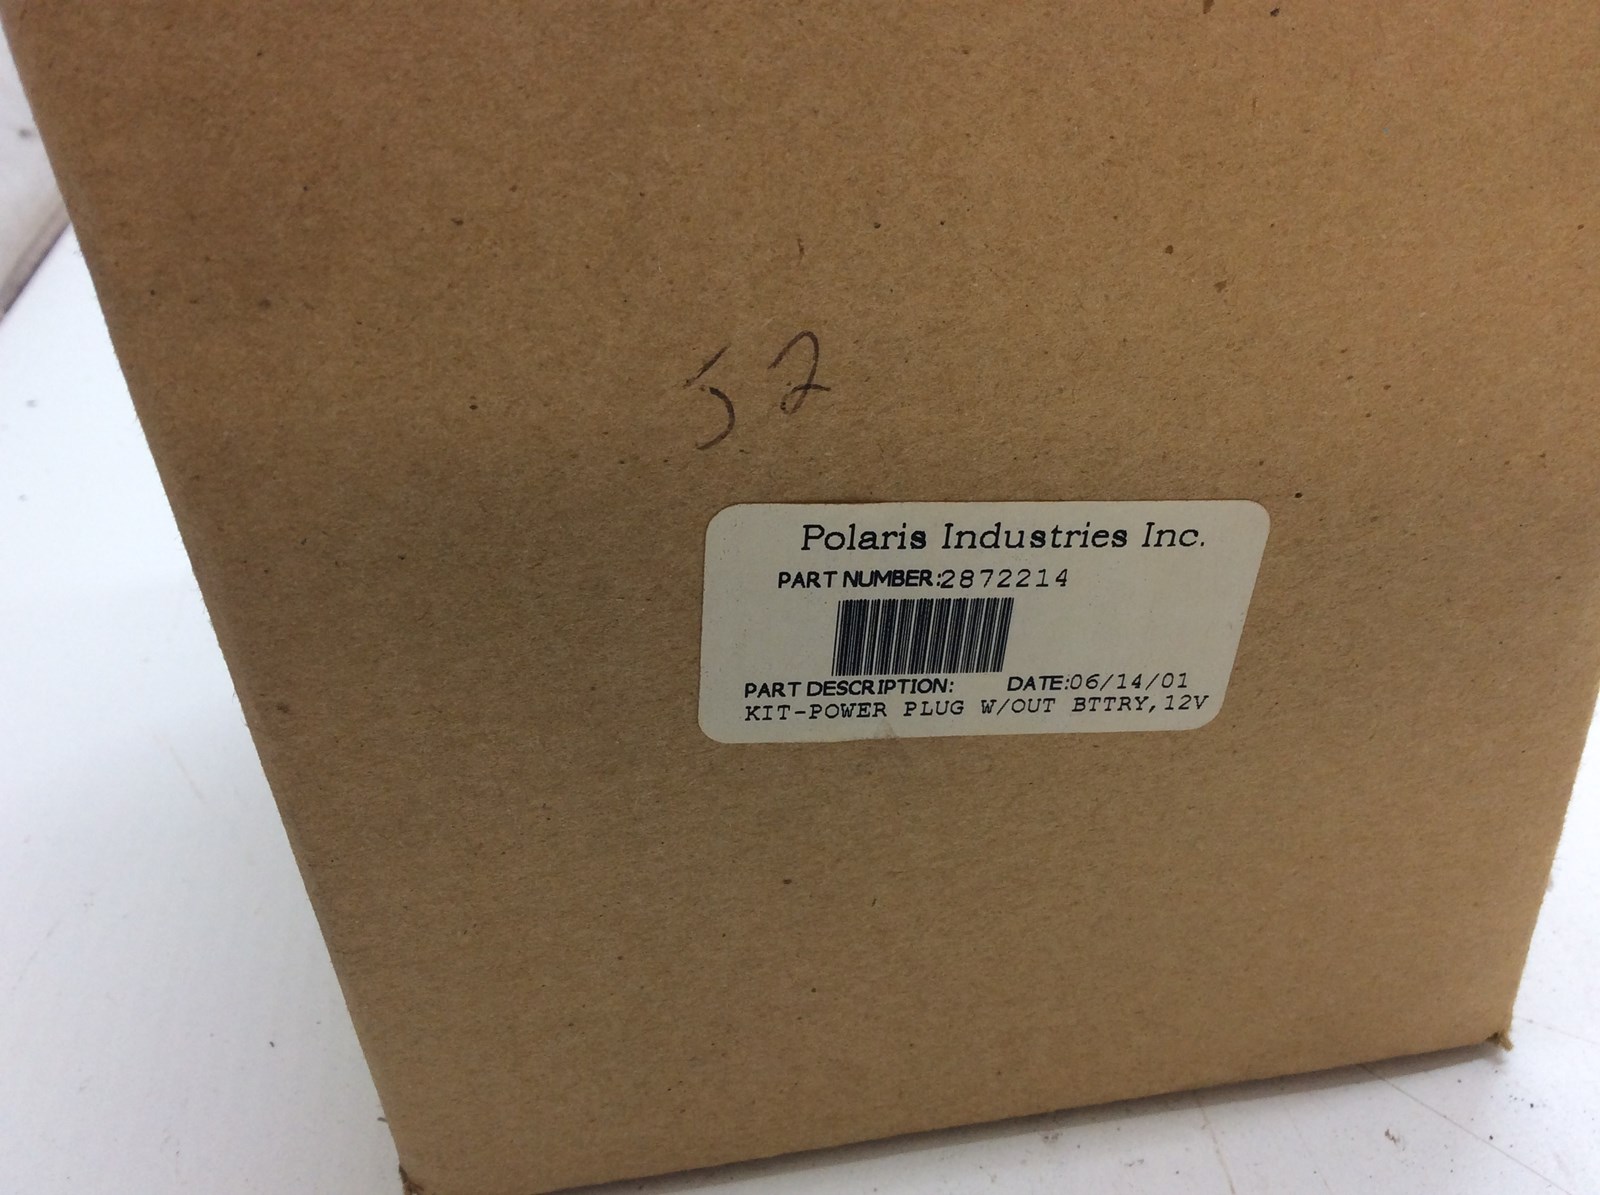 52
Polaris Industries Inc.
PART NUMBER:2872214
PART DESCRIPTION: DATE:06/14/01
KIT-POWER PLUG W/OUT BTTRY,12V